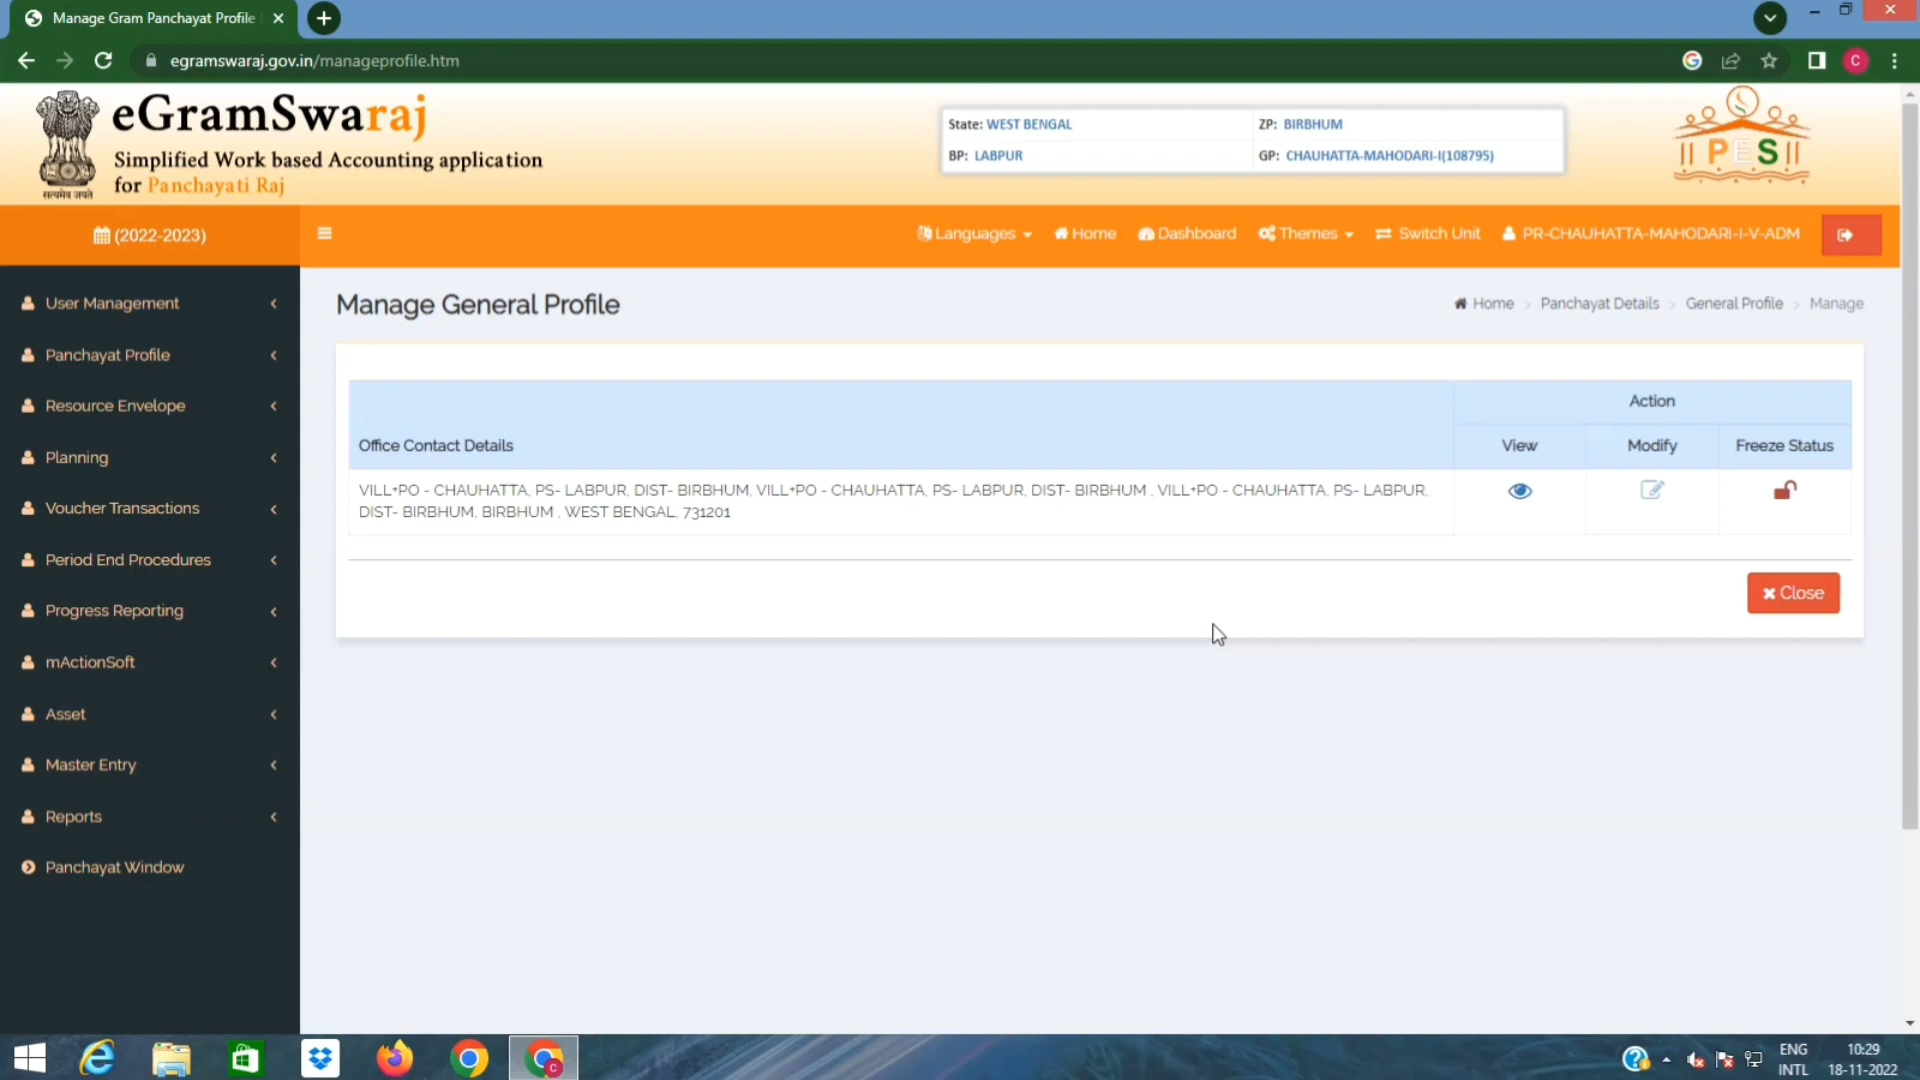 Manage Gram Panchayat Profile
egramswaraj.gov.in/manageprofile.htm
C
सत्यमेव जयते
eGramSwaraj
Simplified Work based Accounting application
for Panchayati Raj
State: WEST BENGAL
ZP: BIRBHUM
BP: LABPUR
GP: CHAUHATTA-MAHODARI-I(108795)
PES
(2022-2023)
Languages
Home
Dashboard
Themes
Switch Unit
PR-CHAUHATTA-MAHODARI-I-V-ADM
User Management
Panchayat Profile
Resource Envelope
Planning
Voucher Transactions
Period End Procedures
Progress Reporting
mActionSoft
Asset
Master Entry
Reports
Panchayat Window
Manage General Profile
Home > Panchayat Details > General Profile > Manage
Action
Office Contact Details
View
Modify
Freeze Status
VILL+PO - CHAUHATTA, PS- LABPUR, DIST- BIRBHUM, VILL+PO - CHAUHATTA, PS- LABPUR, DIST- BIRBHUM , VILL+PO - CHAUHATTA, PS- LABPUR,
DIST- BIRBHUM, BIRBHUM , WEST BENGAL, 731201
Close
ENG
INTL
10:29
18-11-2022